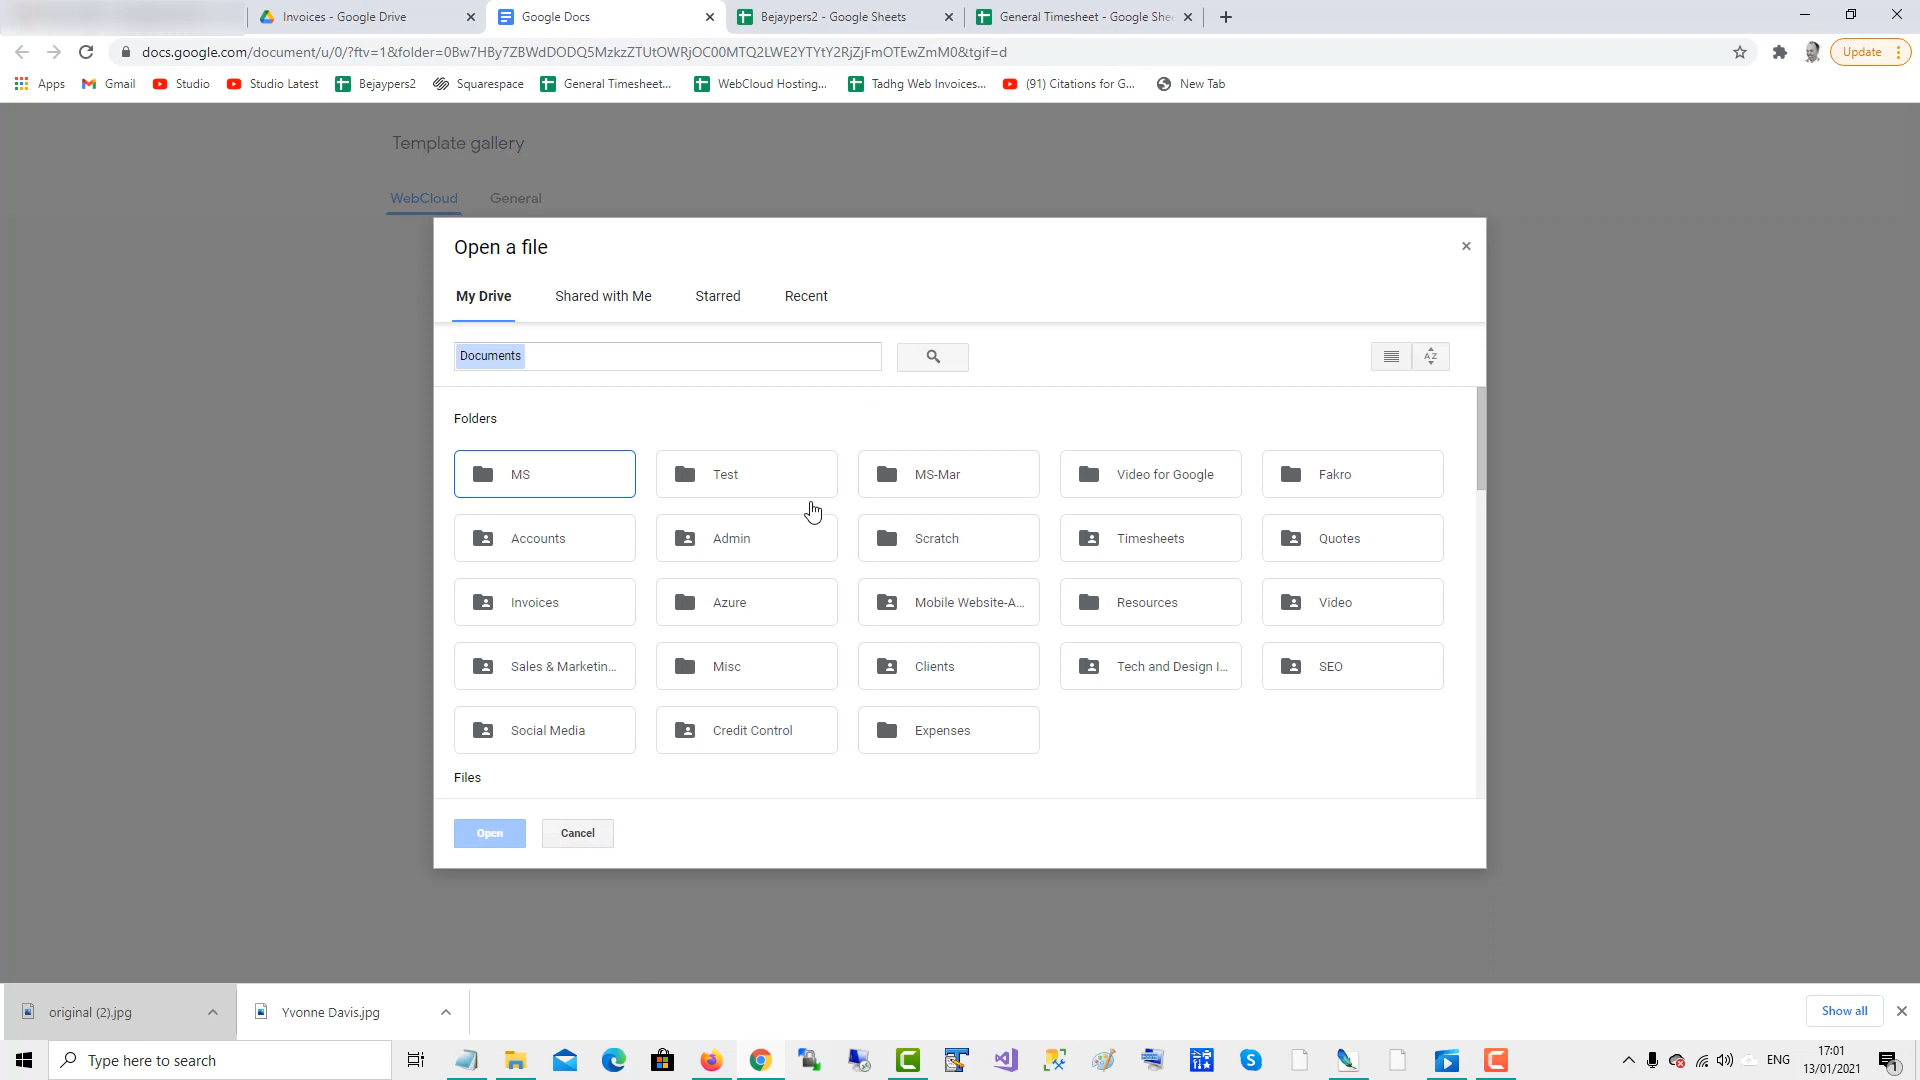 Invoices - Google Drive
Google Docs
Bejaypers2 - Google Sheets
General Timesheet - Google She
docs.google.com/document/u/0/?ftv=1&folder=0Bw7HBy7ZBWdDODQ5MzkzZTUtOWRjOC00MTQ2LWE2YTYtY2RjZjFmOTEwZmM0&tgif=d
Update
Apps
Gmail
Studio
Studio Latest
Bejaypers2
Squarespace
General Timesheet...
WebCloud Hosting...
Tadhg Web Invoices...
(91) Citations for G...
New Tab
Template gallery
WebCloud
General
Open a file
My Drive
Shared with Me
Starred
Recent
Documents
AZ
Folders
MS
Test
MS-Mar
Video for Google
Fakro
Accounts
Admin
Scratch
Timesheets
Quotes
Invoices
Azure
Mobile Website-A...
Resources
Video
Sales & Marketin...
Misc
Clients
Tech and Design I...
SEO
Social Media
Credit Control
Expenses
Files
Open
Cancel
original (2).jpg
Yvonne Davis.jpg
Show all
Type here to search
ENG
17:01
13/01/2021
1